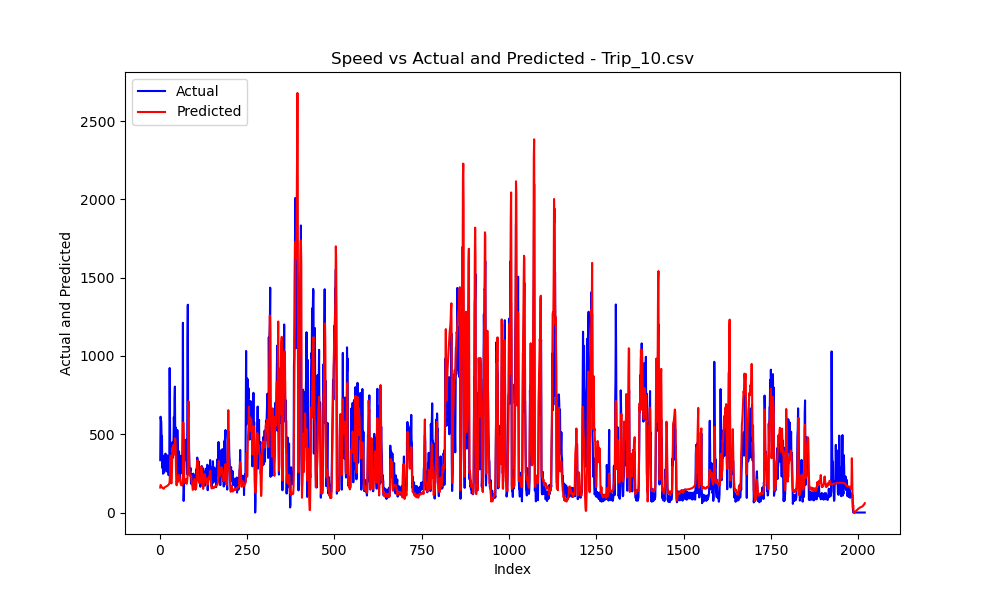 Speed vs Actual and Predicted - Trip_10.csv
Actual
Predicted
Actual and Predicted
2500
2000
1500
1000
500
0
0 250 500 750 1000 1250 1500 1750 2000
Index